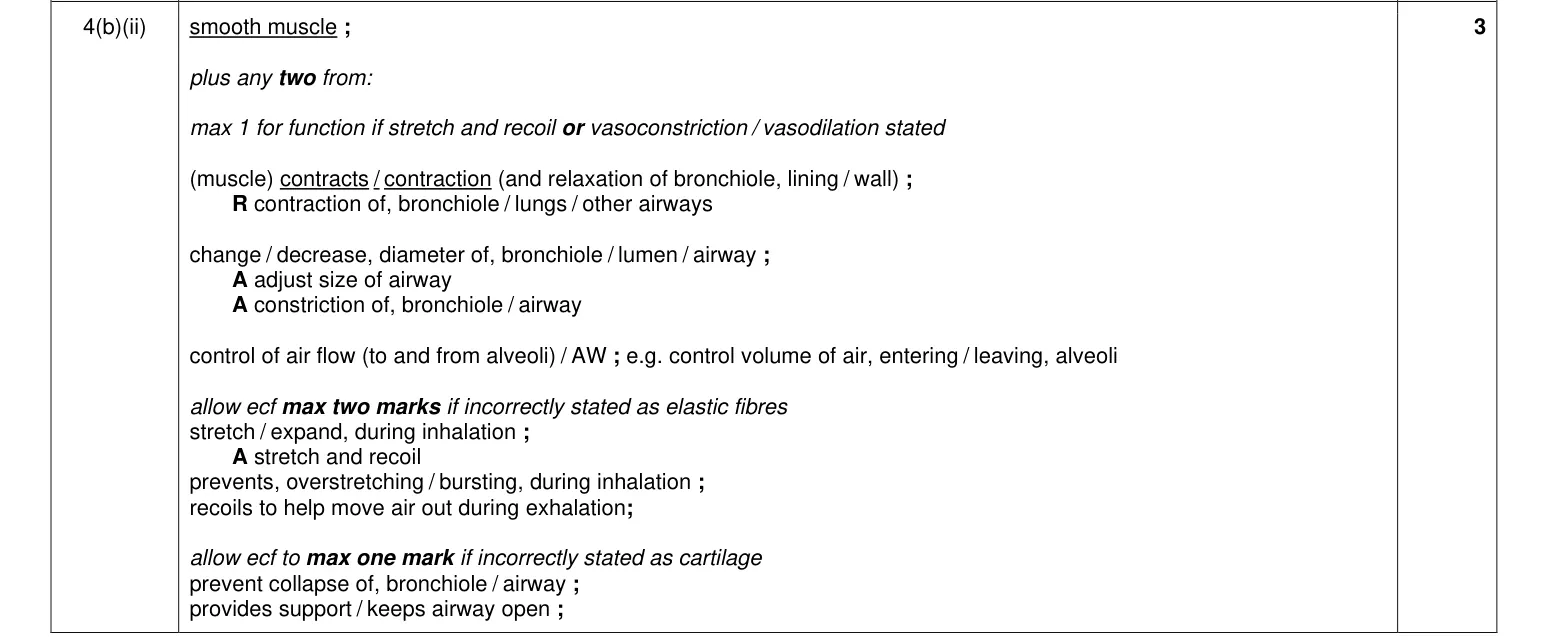 4(b)(ii) smooth muscle ; 3
plus any two from:
max 1 for function if stretch and recoil or vasoconstriction / vasodilation stated
(muscle) contracts / contraction (and relaxation of bronchiole, lining / wall) ;
R contraction of, bronchiole / lungs / other airways
change / decrease, diameter of, bronchiole / lumen / airway ;
A adjust size of airway
A constriction of, bronchiole / airway
control of air flow (to and from alveoli) / AW ; e.g. control volume of air, entering / leaving, alveoli
allow ecf max two marks if incorrectly stated as elastic fibres
stretch / expand, during inhalation ;
A stretch and recoil
prevents, overstretching / bursting, during inhalation ;
recoils to help move air out during exhalation;
allow ecf to max one mark if incorrectly stated as cartilage
prevent collapse of, bronchiole / airway ;
provides support / keeps airway open ;